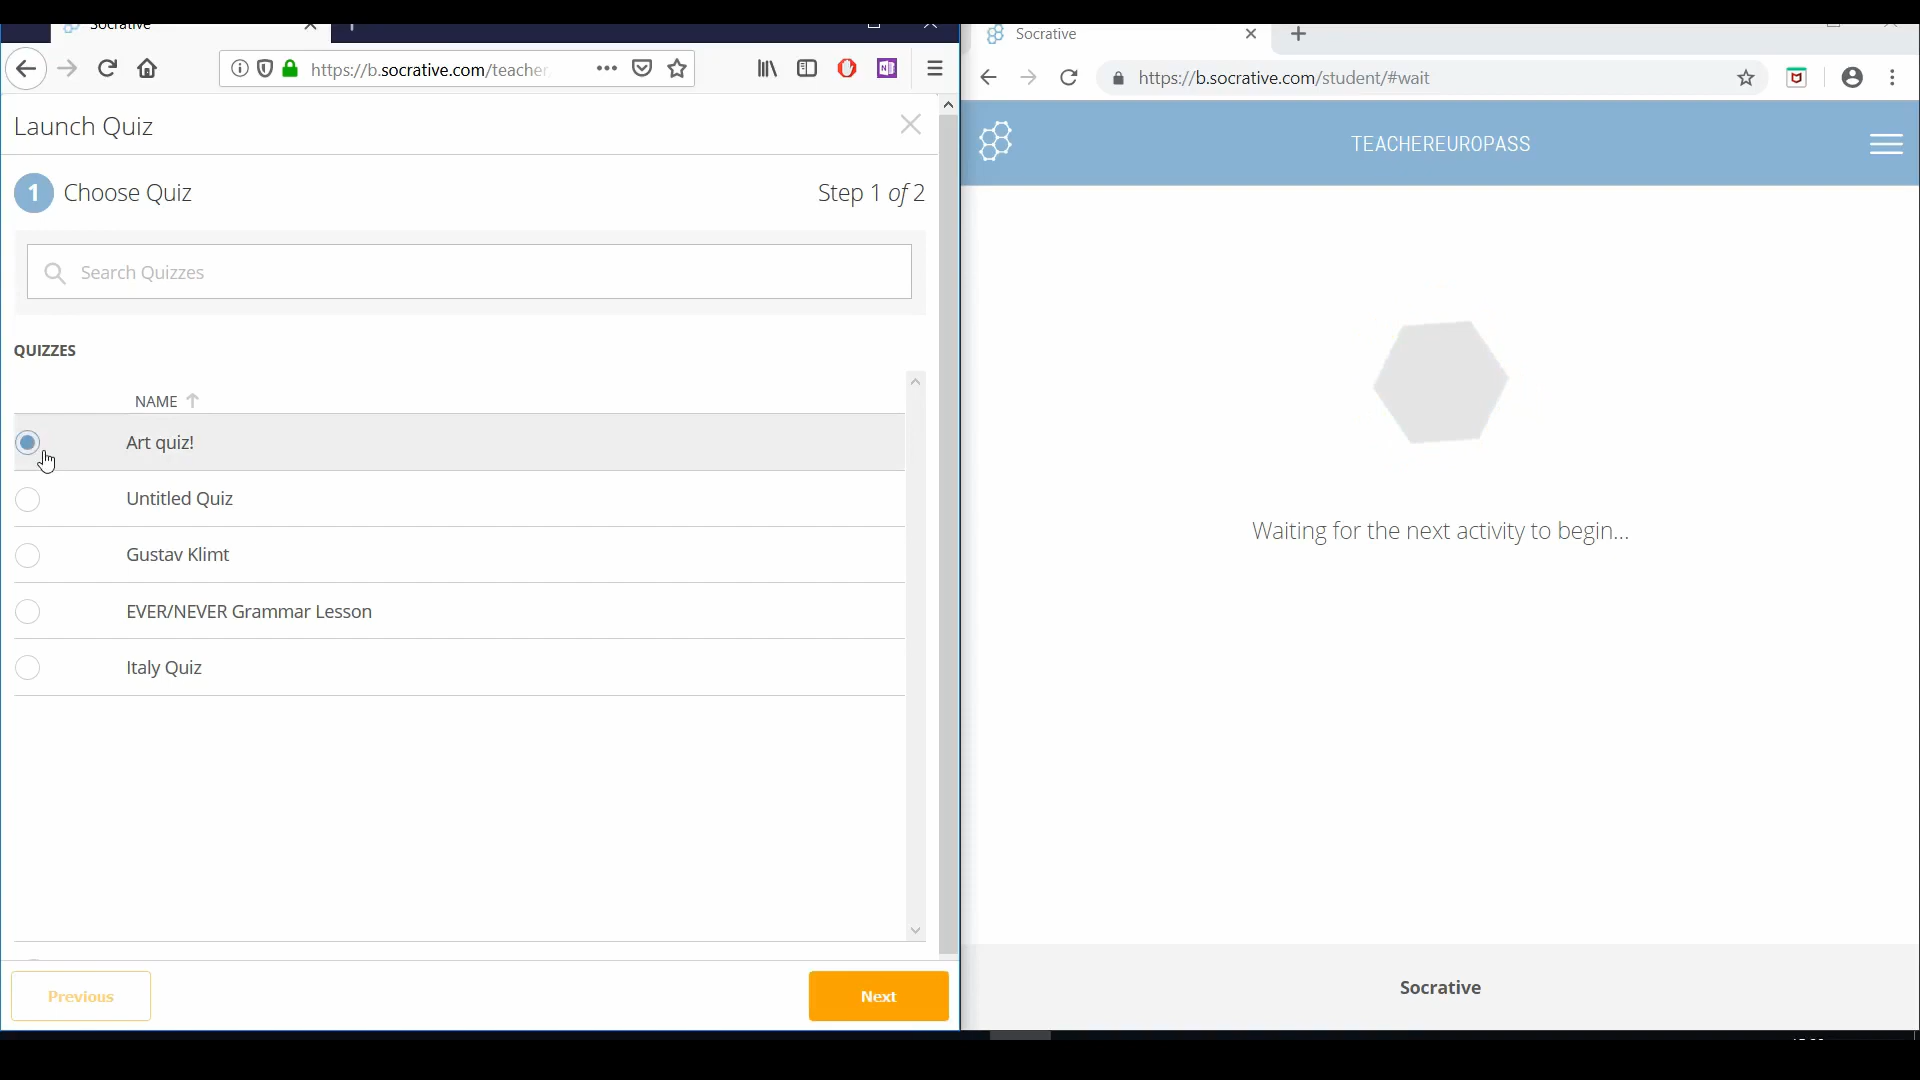 Socrative
https://b.socrative.com/teacher
Launch Quiz
1 Choose Quiz
Step 1 of 2
Search Quizzes
QUIZZES
NAME
Art quiz!
Untitled Quiz
Gustav Klimt
EVER/NEVER Grammar Lesson
Italy Quiz
Previous
Next
Socrative
https://b.socrative.com/student/#wait
TEACHEREUROPASS
Waiting for the next activity to begin...
Socrative